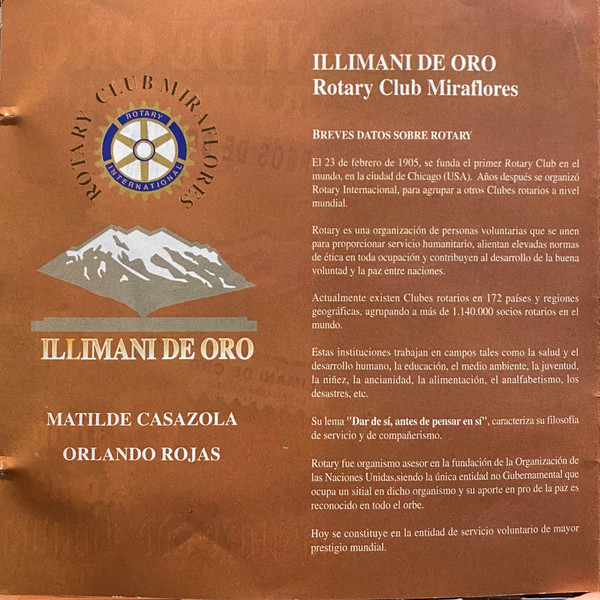 ROTARY CLUB MIRAFLORES
ROTARY
INTERNATIONAL
ILLIMANI DE ORO
MATILDE CASAZOLA
ORLANDO ROJAS
ILLIMANI DE ORO
Rotary Club Miraflores
BREVES DATOS SOBRE ROTARY
El 23 de febrero de 1905, se funda el primer Rotary Club en el
mundo, en la ciudad de Chicago (USA). Años después se organizó
Rotary Internacional, para agrupar a otros Clubes rotarios a nivel
mundial.
Rotary es una organización de personas voluntarias que se unen
para proporcionar servicio humanitario, alientan elevadas normas
de ética en toda ocupación y contribuyen al desarrollo de la buena
voluntad y la paz entre naciones.
Actualmente existen Clubes rotarios en 172 países y regiones
geográficas, agrupando a más de 1.140.000 socios rotarios en el
mundo.
Estas instituciones trabajan en campos tales como la salud y el
desarrollo humano, la educación, el medio ambiente, la juventud,
la niñez, la ancianidad, la alimentación, el analfabetismo, los
desastres, etc.
Su lema "Dar de sí, antes de pensar en sí", caracteriza su filosofía
de servicio y de compañerismo.
Rotary fue organismo asesor en la fundación de la Organización de
las Naciones Unidas,siendo la única entidad no Gubernamental que
ocupa un sitial en dicho organismo y su aporte en pro de la paz es
reconocido en todo el orbe.
Hoy se constituye en la entidad de servicio voluntario de mayor
prestigio mundial.